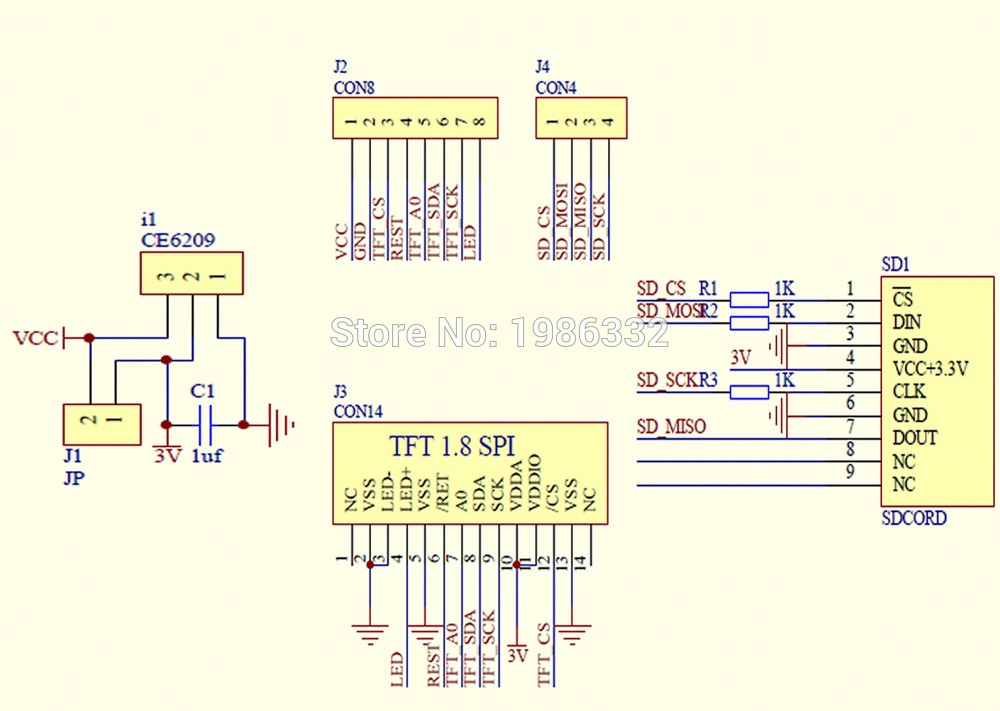 J2
CON8
1 2 3 4 5 6 7 8
VCC
GND
TFT_CS
REST
TFT_A0
TFT_SDA
TFT_SCK
LED
J4
CON4
1 2 3 4
SD_CS
SD_MOSI
SD_MISO
SD_SCK
i1
CE6209
3 2 1
VCC
2 1
J1
JP
C1
3V 1uf
Store No: 1986332
SD1
SD_CS R1 1K 1 CS
SD_MOSI R2 1K 2 DIN
3 GND
3V 4 VCC+3.3V
SD_SCK R3 1K 5 CLK
6 GND
SD_MISO 7 DOUT
8 NC
9 NC
SDCORD
J3
CON14
TFT 1.8 SPI
NC
VSS
LED-
LED+
VSS
/RET
A0
SDA
SCK
VDDA
VDDIO
/CS
VSS
NC
1 2 3 4 5 6 7 8 9 10 11 12 13 14
LED
REST
TFT_A0
TFT_SDA
TFT_SCK
3V
TFT_CS